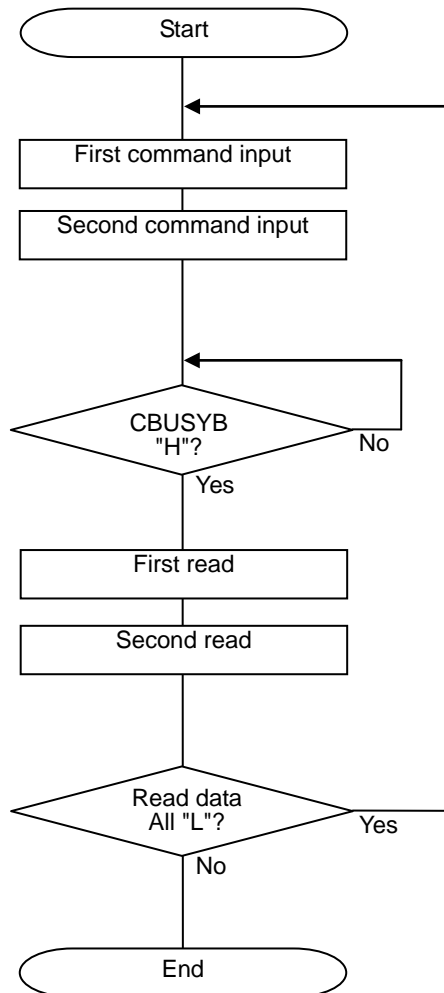 Start
First command input
Second command input
CBUSYB
"H"?
No
Yes
First read
Second read
Read data
All "L"?
Yes
No
End